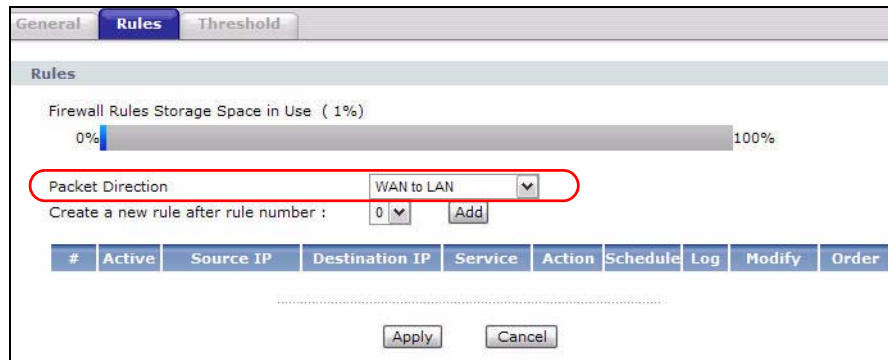 General Rules Threshold
Rules
Firewall Rules Storage Space in Use ( 1%)
0% 100%
Packet Direction WAN to LAN
Create a new rule after rule number : 0 Add
# Active Source IP Destination IP Service Action Schedule Log Modify Order
Apply Cancel